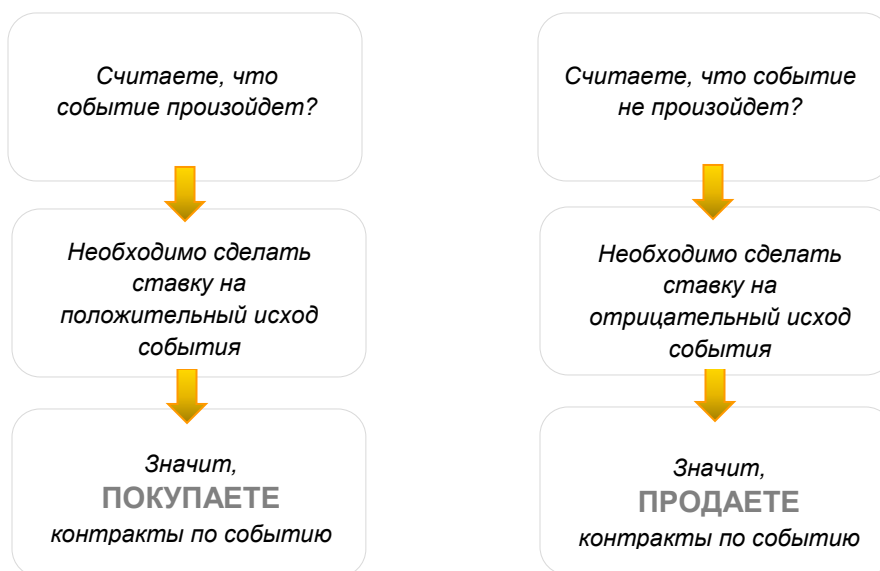 Считаете, что
событие произойдет?
Необходимо сделать
ставку на
положительный исход
события
Значит,
ПОКУПАЕТЕ
контракты по событию
Считаете, что событие
не произойдет?
Необходимо сделать
ставку на
отрицательный исход
события
Значит,
ПРОДАЕТЕ
контракты по событию